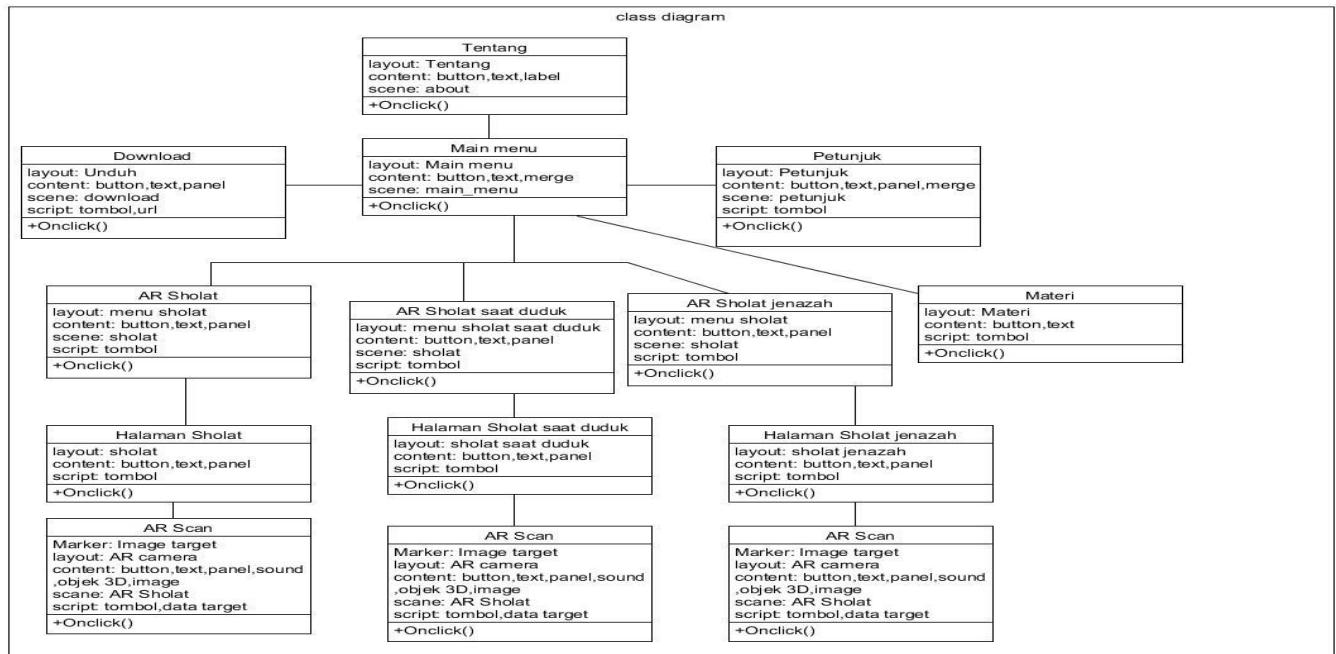 class diagram
Tentang
layout: Tentang
content: button,text,label
scene: about
+Onclick()
Download
layout: Unduh
content: button,text,panel
scene: download
script: tombol,url
+Onclick()
Main menu
layout: Main menu
content: button,text,merge
scene: main_menu
+Onclick()
Petunjuk
layout: Petunjuk
content: button,text,panel,merge
scene: petunjuk
script: tombol
+Onclick()
AR Sholat
layout: menu sholat
content: button,text,panel
scene: sholat
script: tombol
+Onclick()
AR Sholat saat duduk
layout: menu sholat saat duduk
content: button,text,panel
scene: sholat
script: tombol
+Onclick()
AR Sholat jenazah
layout: menu sholat
content: button,text,panel
scene: sholat
script: tombol
+Onclick()
Materi
layout: Materi
content: button,text
script: tombol
+Onclick()
Halaman Sholat
layout: sholat
content: button,text,panel
script: tombol
+Onclick()
Halaman Sholat saat duduk
layout: sholat saat duduk
content: button,text,panel
script: tombol
+Onclick()
Halaman Sholat jenazah
layout: sholat jenazah
content: button,text,panel
script: tombol
+Onclick()
AR Scan
Marker: Image target
layout: AR camera
content: button,text,panel,sound
,objek 3D,image
scane: AR Sholat
script: tombol,data target
+Onclick()
AR Scan
Marker: Image target
layout: AR camera
content: button,text,panel,sound
,objek 3D,image
scane: AR Sholat
script: tombol,data target
+Onclick()
AR Scan
Marker: Image target
layout: AR camera
content: button,text,panel,sound
,objek 3D,image
scane: AR Sholat
script: tombol,data target
+Onclick()